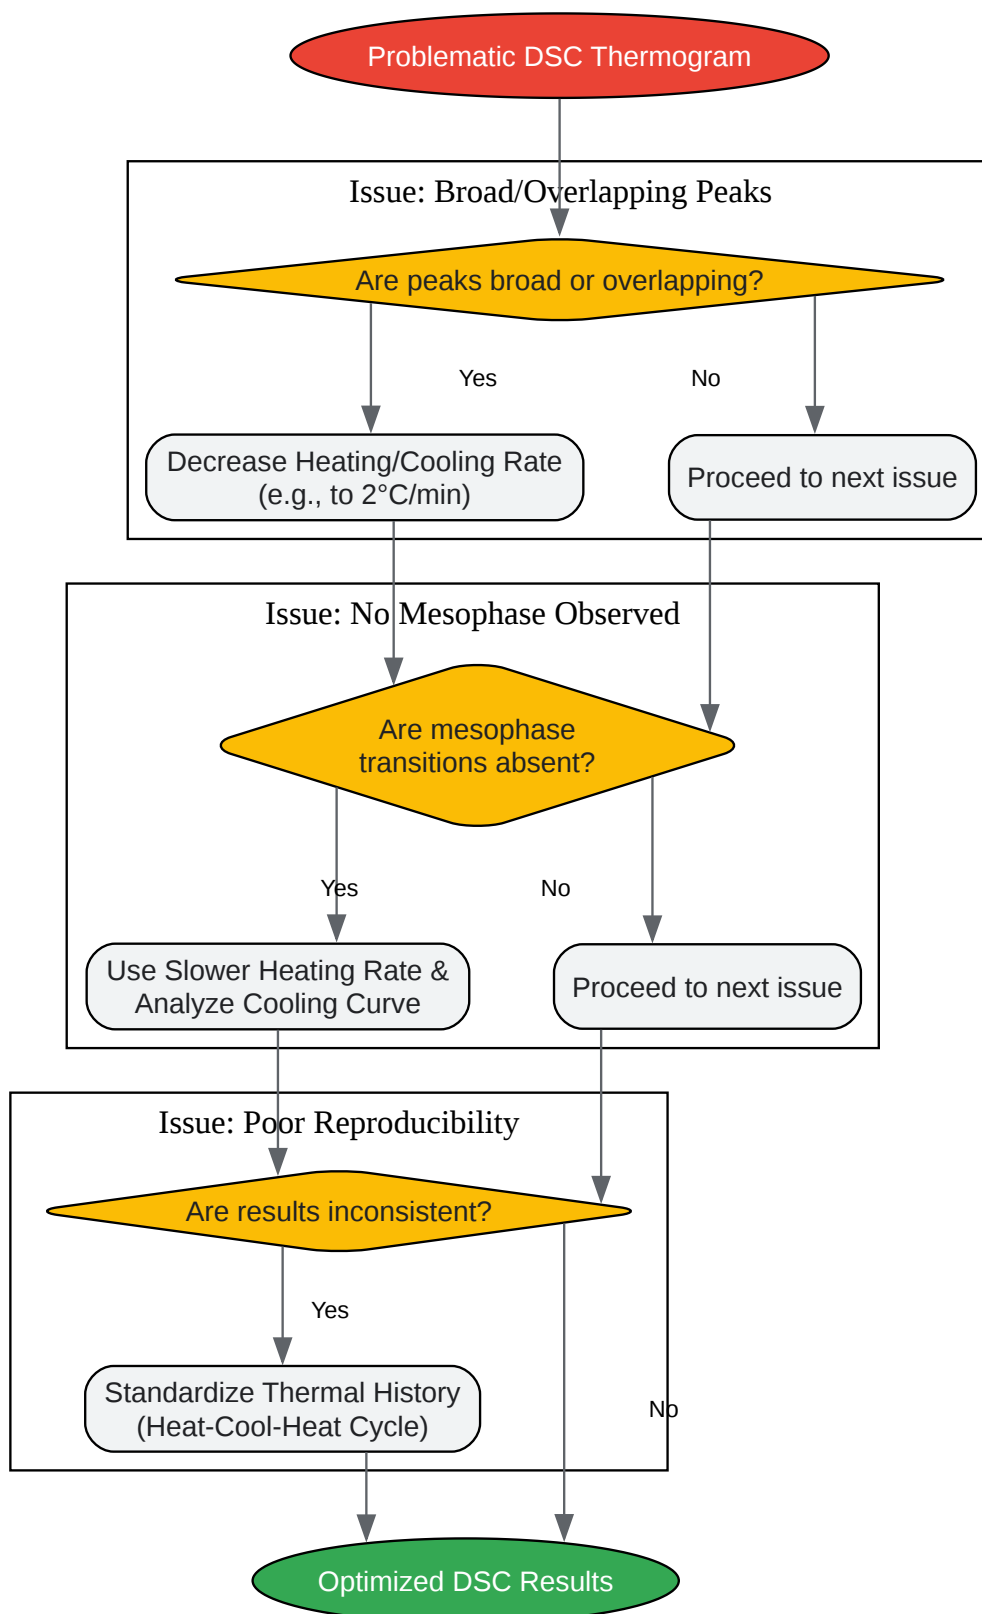 Problematic DSC Thermogram
Issue: Broad/Overlapping Peaks
Are peaks broad or overlapping?
Yes
No
Decrease Heating/Cooling Rate
(e.g., to 2°C/min)
Proceed to next issue
Issue: No Mesophase Observed
Are mesophase
transitions absent?
Yes
No
Use Slower Heating Rate &
Analyze Cooling Curve
Proceed to next issue
Issue: Poor Reproducibility
Are results inconsistent?
Yes
Standardize Thermal History
(Heat-Cool-Heat Cycle)
No
Optimized DSC Results